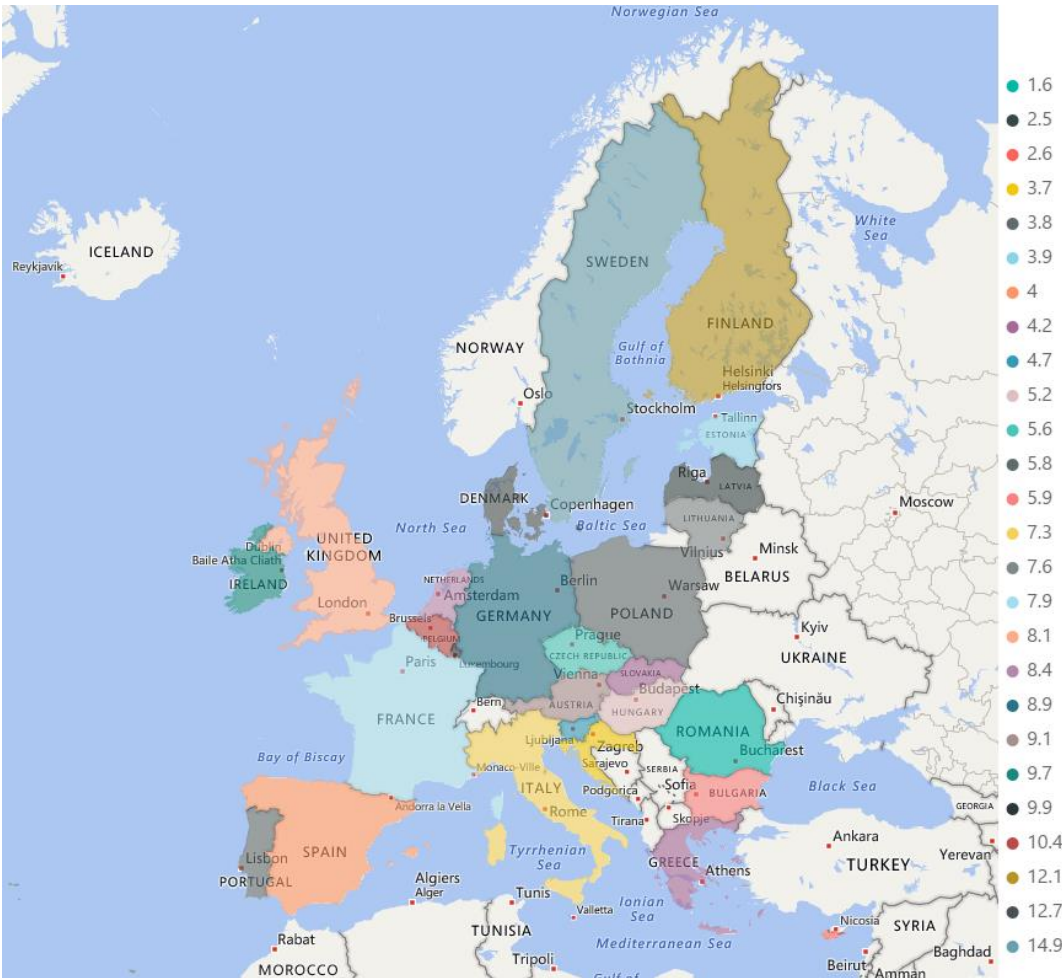 Norwegian Sea
ICELAND
Reykjavik
White
Sea
SWEDEN
FINLAND
NORWAY
Gulf of
Bothnia
Helsinki
Helsingfors
Oslo
Stockholm
Tallinn
ESTONIA
Riga
LATVIA
Moscow
DENMARK
Copenhagen
North Sea
Baltic Sea
LITHUANIA
Vilnius
Minsk
BELARUS
UNITED
KINGDOM
Dublin
Baile Atha Cliath
IRELAND
London
NETHERLANDS
Amsterdam
Berlin
GERMANY
Warsaw
POLAND
Brussels
BELGIUM
Luxembourg
Prague
CZECH REPUBLIC
Kyiv
UKRAINE
Paris
Vienna
SLOVAKIA
Budapest
Bern
AUSTRIA
HUNGARY
Chișinău
FRANCE
ROMANIA
Ljubljana
Zagreb
Bucharest
Bay of Biscay
Monaco-Ville
Sarajevo
SERBIA
ITALY
Podgorica
Sofia
BULGARIA
Black Sea
Andorra la Vella
Rome
Tirana
Skopje
GEORGIA
Ankara
Yerevan
Lisbon
SPAIN
PORTUGAL
Tyrrhenian
Sea
GREECE
Athens
TURKEY
Algiers
Alger
Tunis
Valletta
Ionian
Sea
Nicosia
SYRIA
Rabat
TUNISIA
Mediterranean Sea
Baghdad
MOROCCO
Tripoli
Beirut
Amman
Gulf of
1.6
2.5
2.6
3.7
3.8
3.9
4
4.2
4.7
5.2
5.6
5.8
5.9
7.3
7.6
7.9
8.1
8.4
8.9
9.1
9.7
9.9
10.4
12.1
12.7
14.9